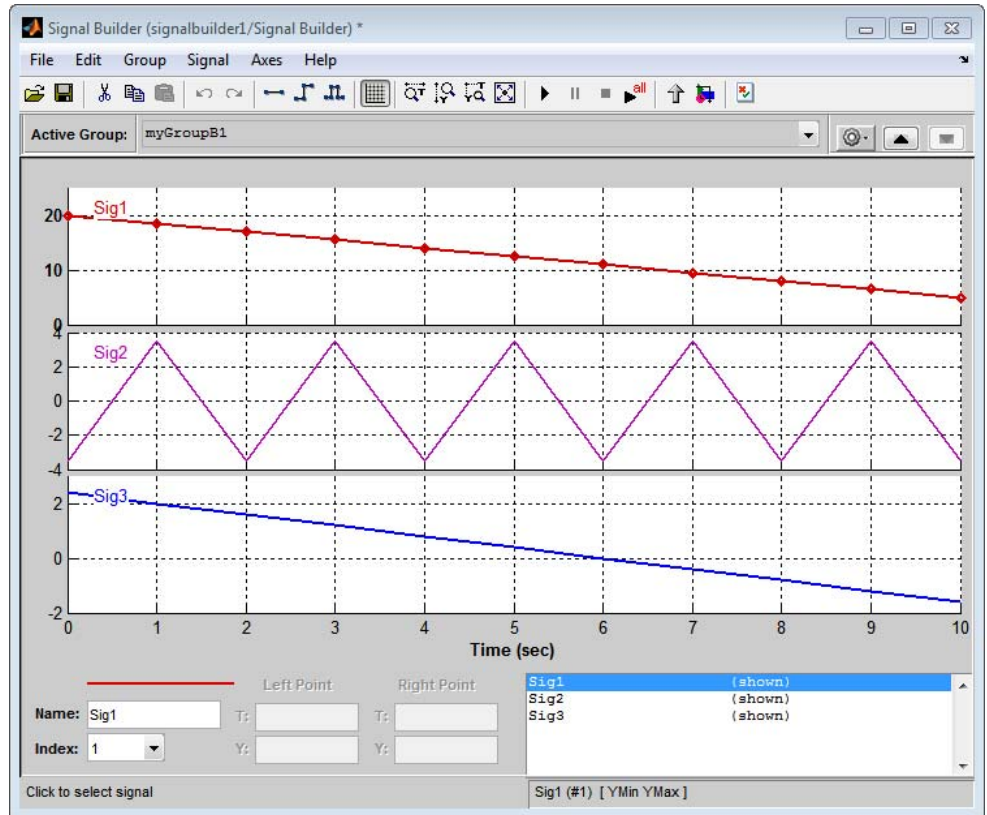 Signal Builder (signalbuilder1/Signal Builder) *
File Edit Group Signal Axes Help
all
Active Group: myGroupB1
Sig1
20
10
0
Sig2
4
2
0
-2
-4
Sig3
2
0
-2
0 1 2 3 4 5 6 7 8 9 10
Time (sec)
Left Point Right Point
Name: Sig1 T: T:
Index: 1 Y: Y:
Sig1 (shown)
Sig2 (shown)
Sig3 (shown)
Click to select signal
Sig1 (#1) [ YMin YMax ]